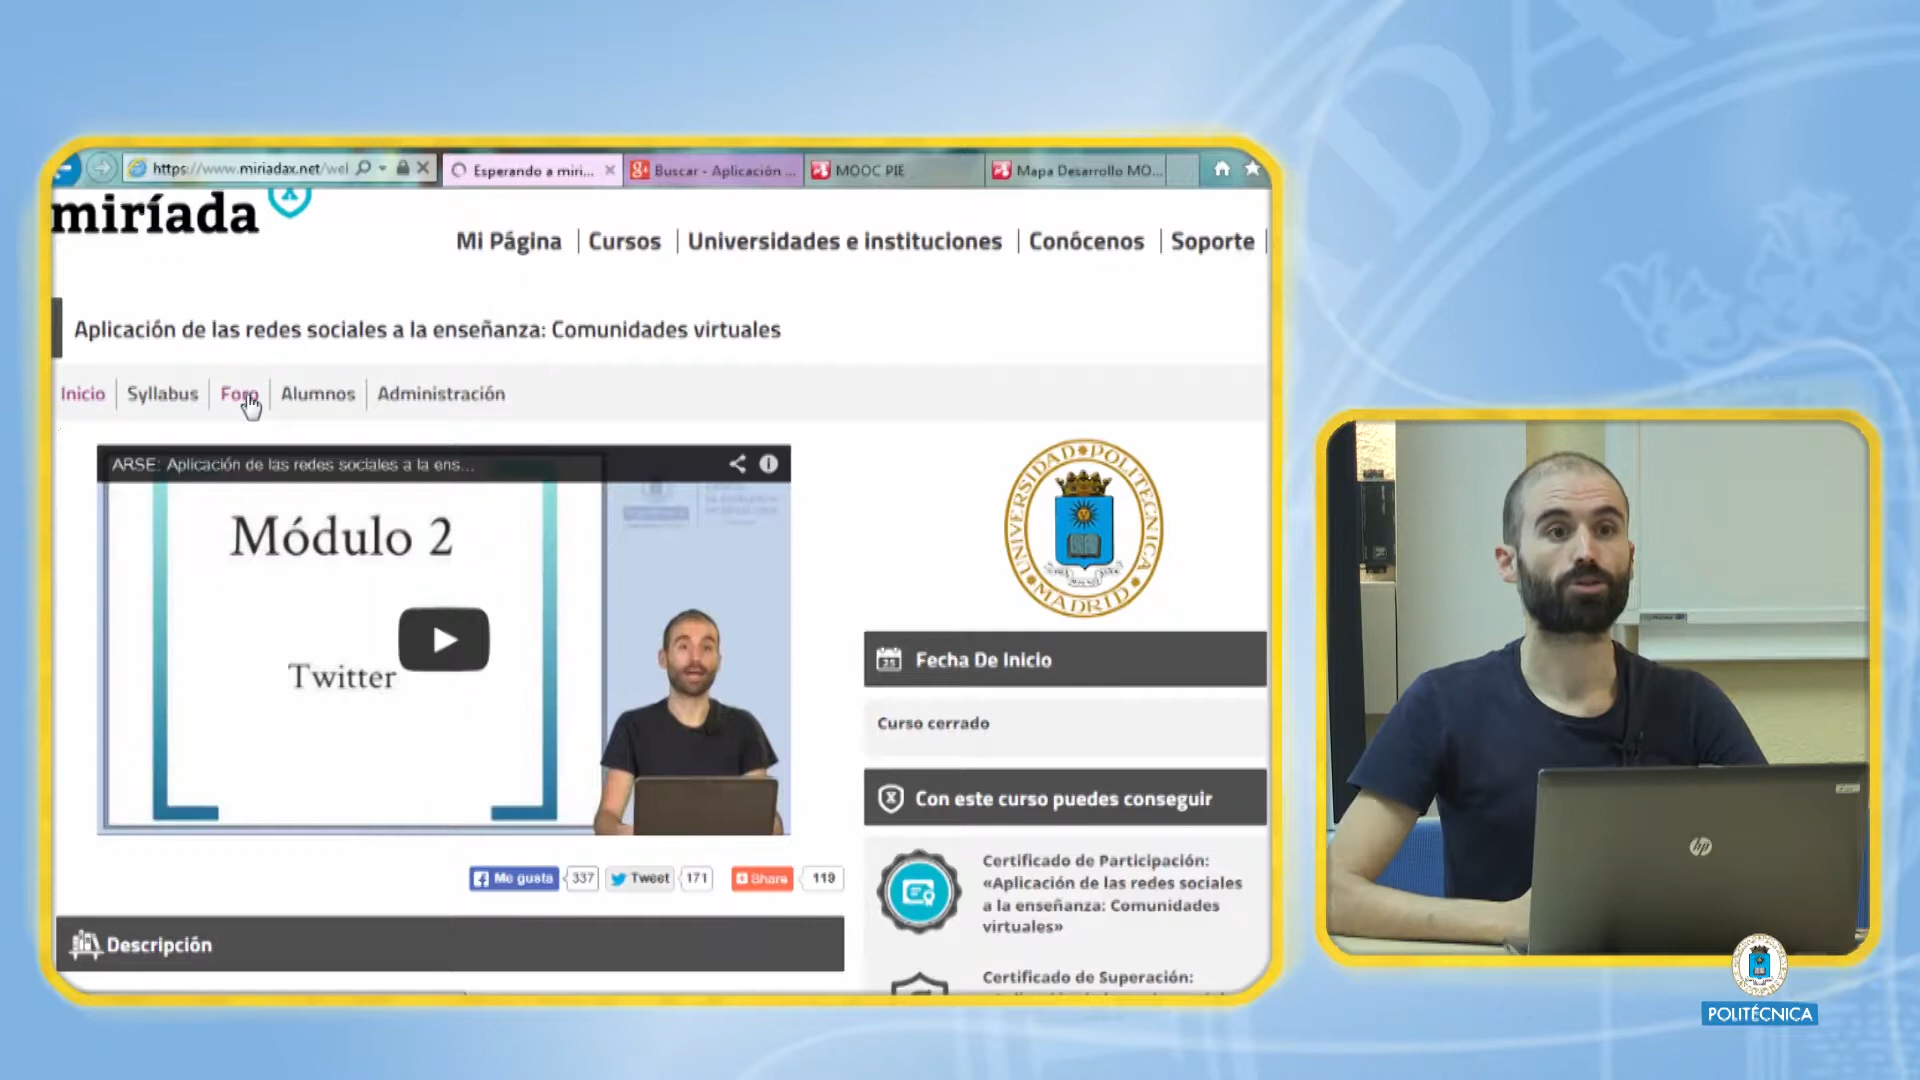 https://www.miriadax.net/wel
Esperando a miri...
Buscar - Aplicación ...
MOOC PIE
Mapa Desarrollo MO...
miríada
Mi Página
Cursos
Universidades e instituciones
Conócenos
Soporte
Aplicación de las redes sociales a la enseñanza: Comunidades virtuales
Inicio
Syllabus
Foro
Alumnos
Administración
ARSE: Aplicación de las redes sociales a la ens...
Módulo 2
Twitter
UNIVERSIDAD POLITÉCNICA
MADRID
Fecha De Inicio
Curso cerrado
Con este curso puedes conseguir
Certificado de Participación:
«Aplicación de las redes sociales
a la enseñanza: Comunidades
virtuales»
Certificado de Superación:
Me gusta
337
Tweet
171
Share
119
Descripción
hp
POLITÉCNICA